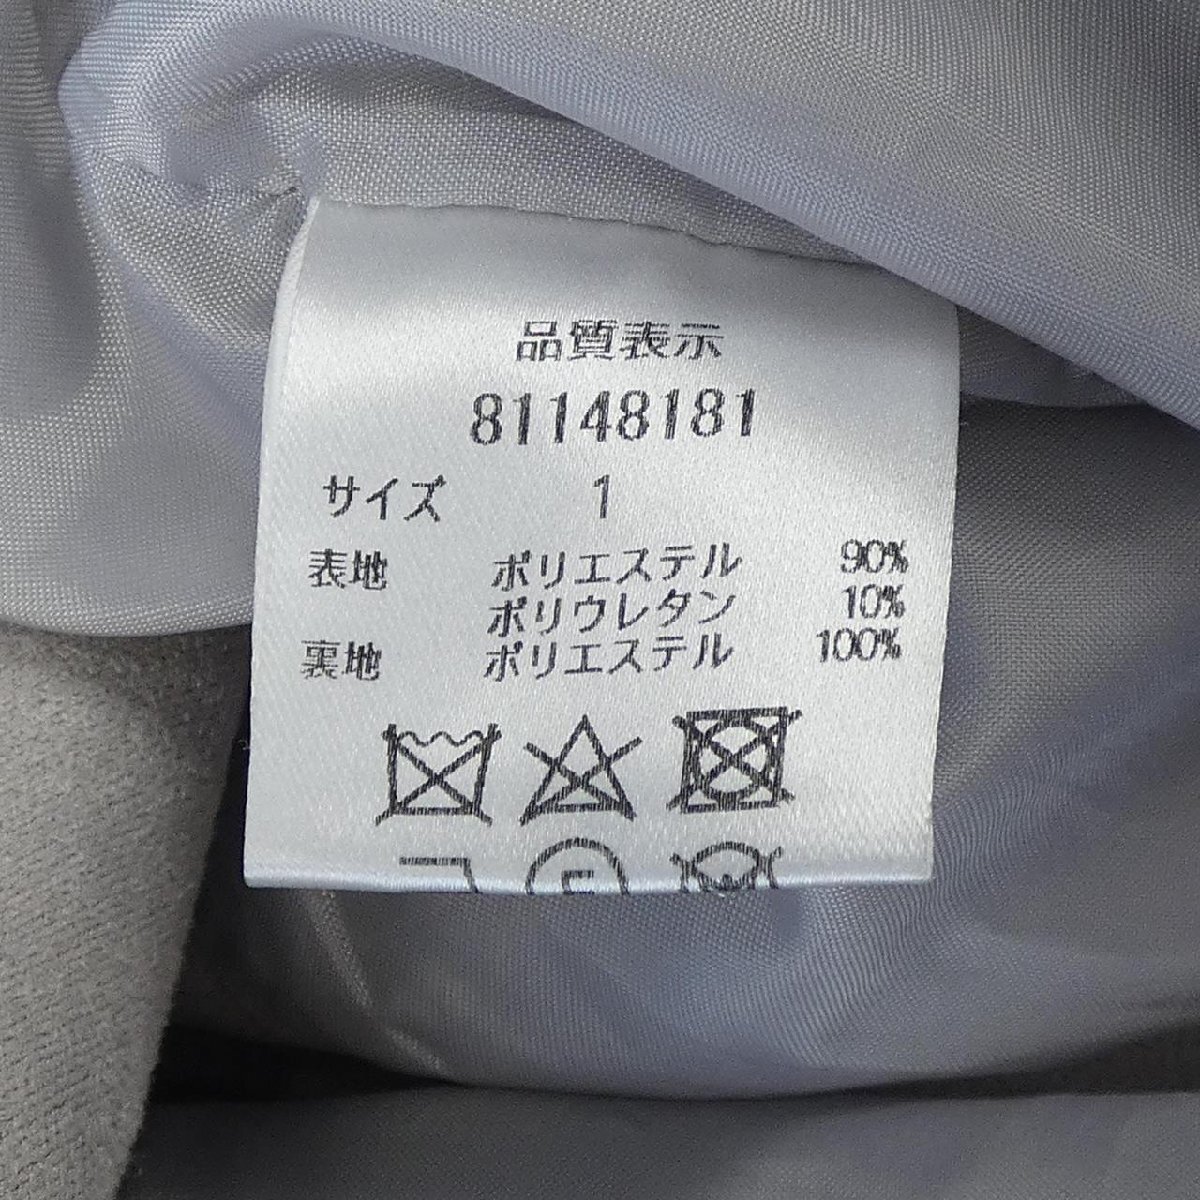 品質表示
81148181
サイズ 1
表地 ポリエステル 90%
ポリウレタン 10%
裏地 ポリエステル 100%